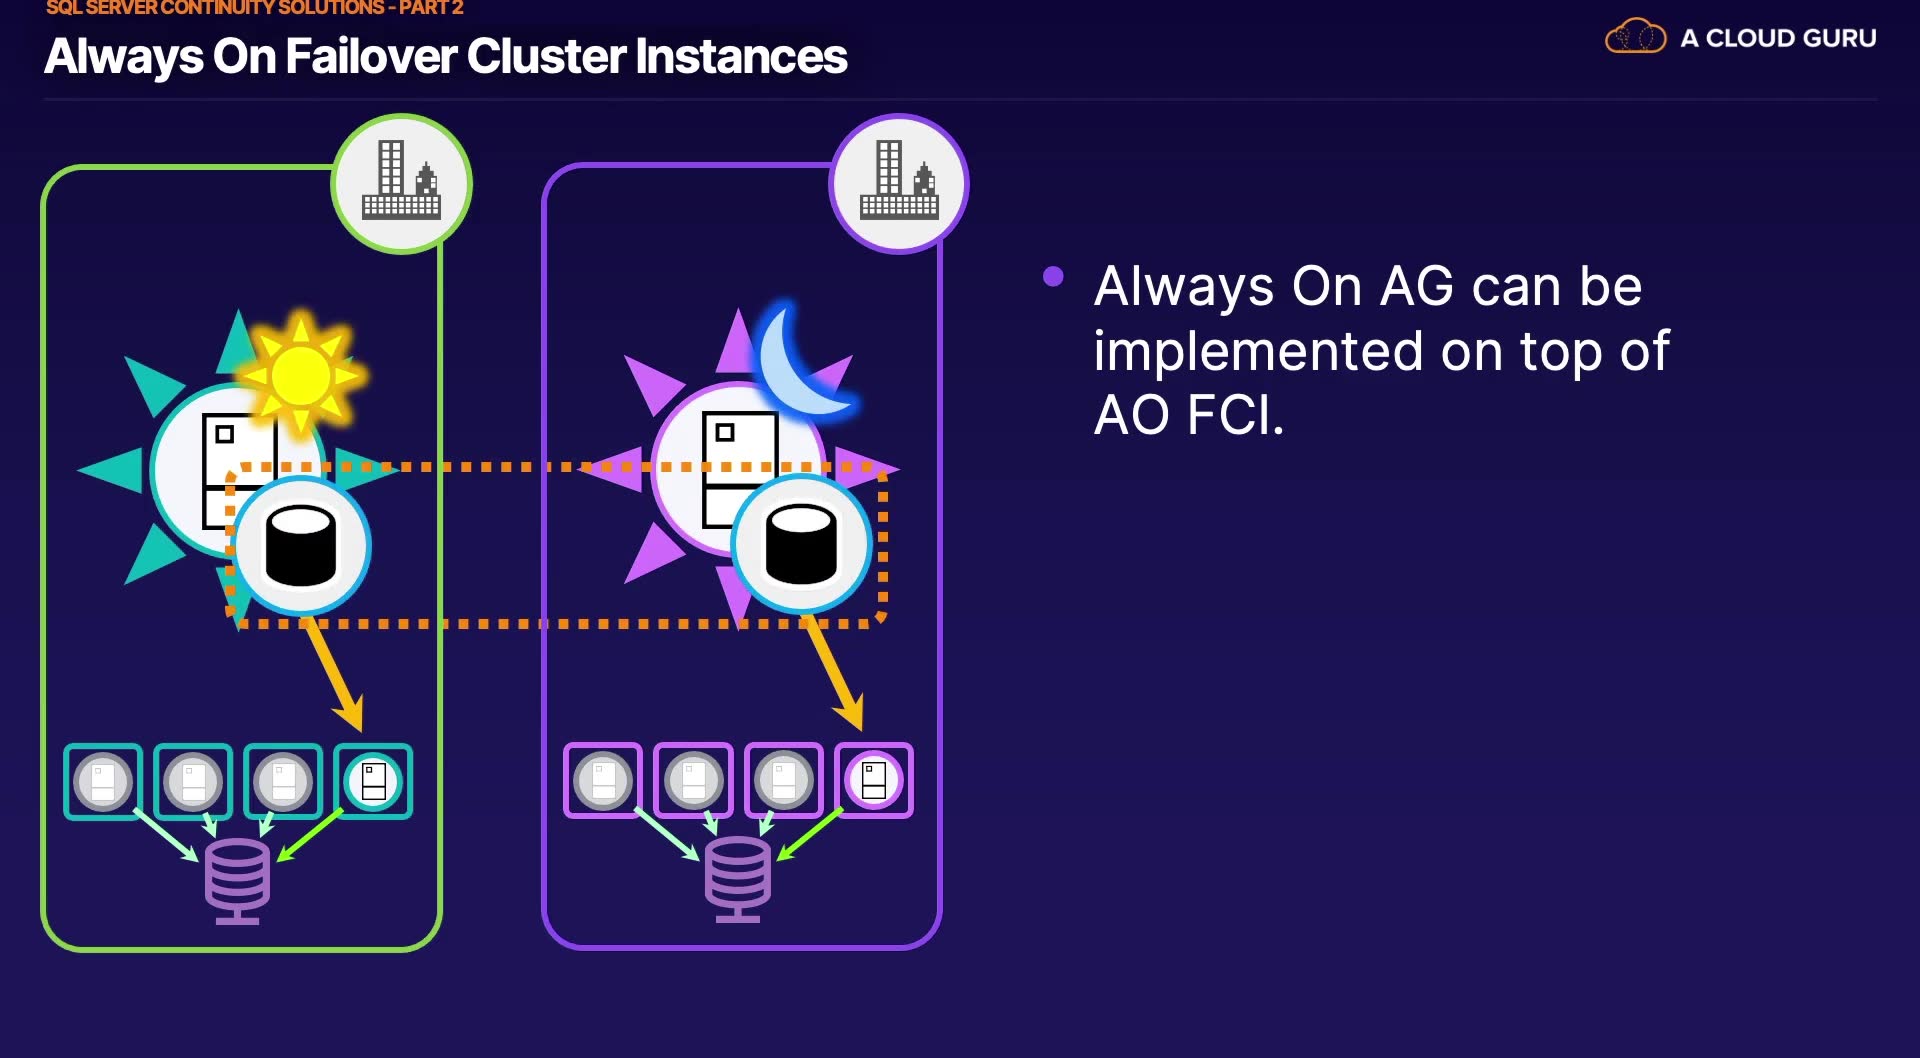 SQL SERVER CONTINUITY SOLUTIONS - PART 2
Always On Failover Cluster Instances
A CLOUD GURU
Always On AG can be
implemented on top of
AO FCI.